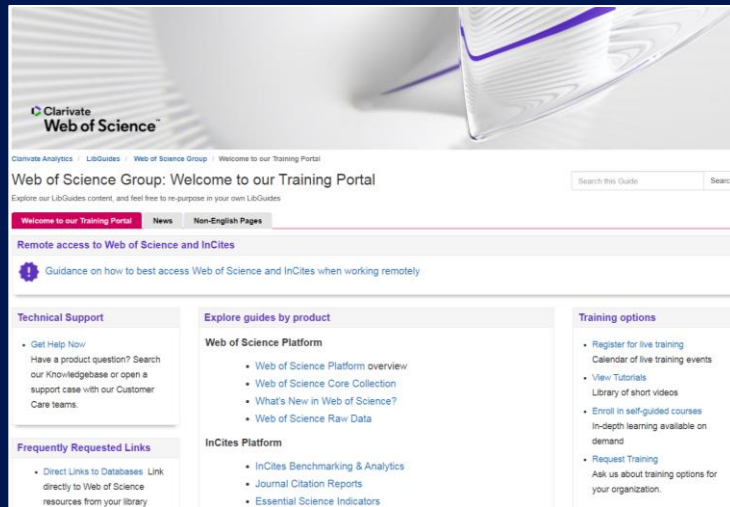 Clarivate
Web of Science™
Clarivate Analytics / LibGuides / Web of Science Group / Welcome to our Training Portal
Web of Science Group: Welcome to our Training Portal
Search this Guide
Searc
Explore our LibGuides content, and feel free to re-purpose in your own LibGuides
Welcome to our Training Portal
News
Non-English Pages
Remote access to Web of Science and InCites
Guidance on how to best access Web of Science and InCites when working remotely
Technical Support
Get Help Now
Have a product question? Search
our Knowledgebase or open a
support case with our Customer
Care teams.
Frequently Requested Links
Direct Links to Databases Link
directly to Web of Science
resources from your library
Explore guides by product
Web of Science Platform
Web of Science Platform overview
Web of Science Core Collection
What's New in Web of Science?
Web of Science Raw Data
InCites Platform
InCites Benchmarking & Analytics
Journal Citation Reports
Essential Science Indicators
Training options
Register for live training
Calendar of live training events
View Tutorials
Library of short videos
Enroll in self-guided courses
In-depth learning available on
demand
Request Training
Ask us about training options for
your organization.